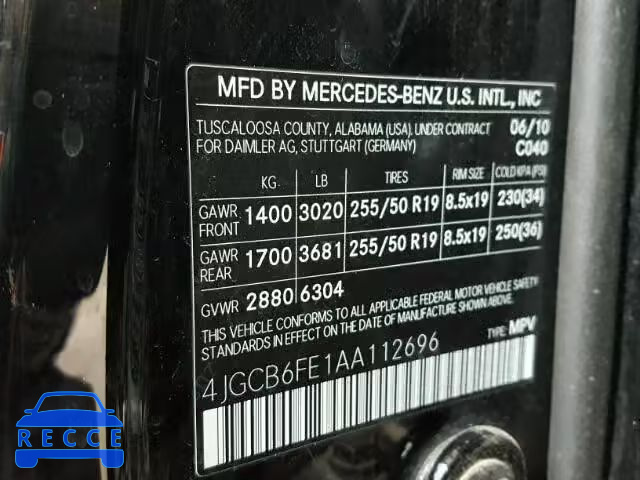 MFD BY MERCEDES-BENZ U.S. INTL., INC
TUSCALOOSA COUNTY, ALABAMA (USA), UNDER CONTRACT 06/10
FOR DAIMLER AG, STUTTGART (GERMANY) C040
KG LB TIRES RIM SIZE COLD KPA (PSI)
GAWR FRONT 1400 3020 255/50 R19 8.5x19 230(34)
GAWR REAR 1700 3681 255/50 R19 8.5x19 250(36)
GVWR 2880 6304
THIS VEHICLE CONFORMS TO ALL APPLICABLE FEDERAL MOTOR VEHICLE SAFETY
STANDARDS IN EFFECT ON THE DATE OF MANUFACTURE SHOWN ABOVE.
TYPE: MPV
4JGCB6FE1AA112696
RECCE